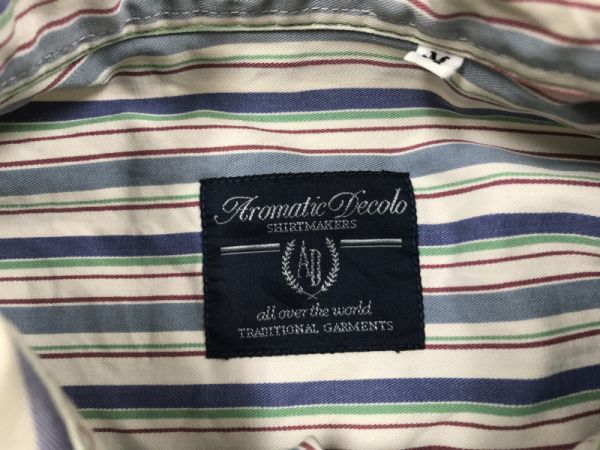 M
Aromatic Decolo
SHIRTMAKERS
AD
all over the world
TRADITIONAL GARMENTS